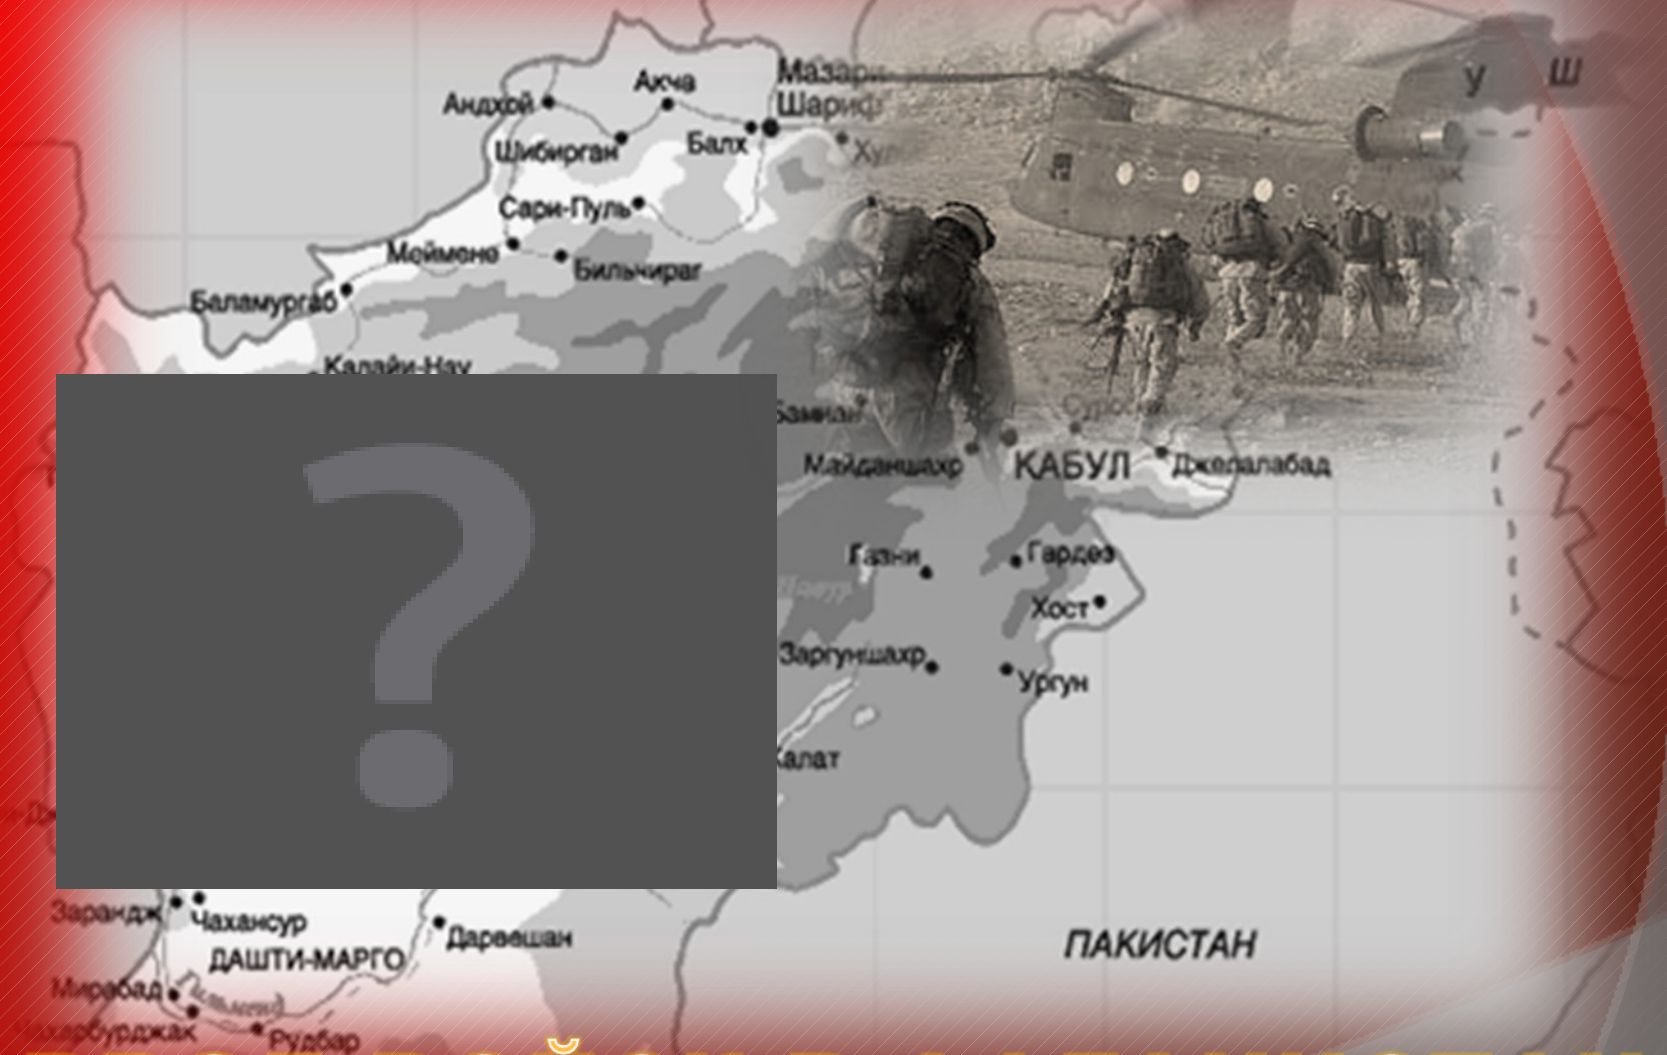 У Ш
Мазари
Шариф
Акча
Андхой
Балх
Шибирган
Сари-Пуль
Меймене
Бильчираг
Баламургаб
Калайи-Нау
Бамиан
Майданшахр
КАБУЛ
Джелалабад
Газни
Гардез
Хост
Заргуншахр
Ургун
Калат
?
Зарандж
Чахансур
Дарвешан
ДАШТИ-МАРГО
ПАКИСТАН
Мирабад
Рудбар